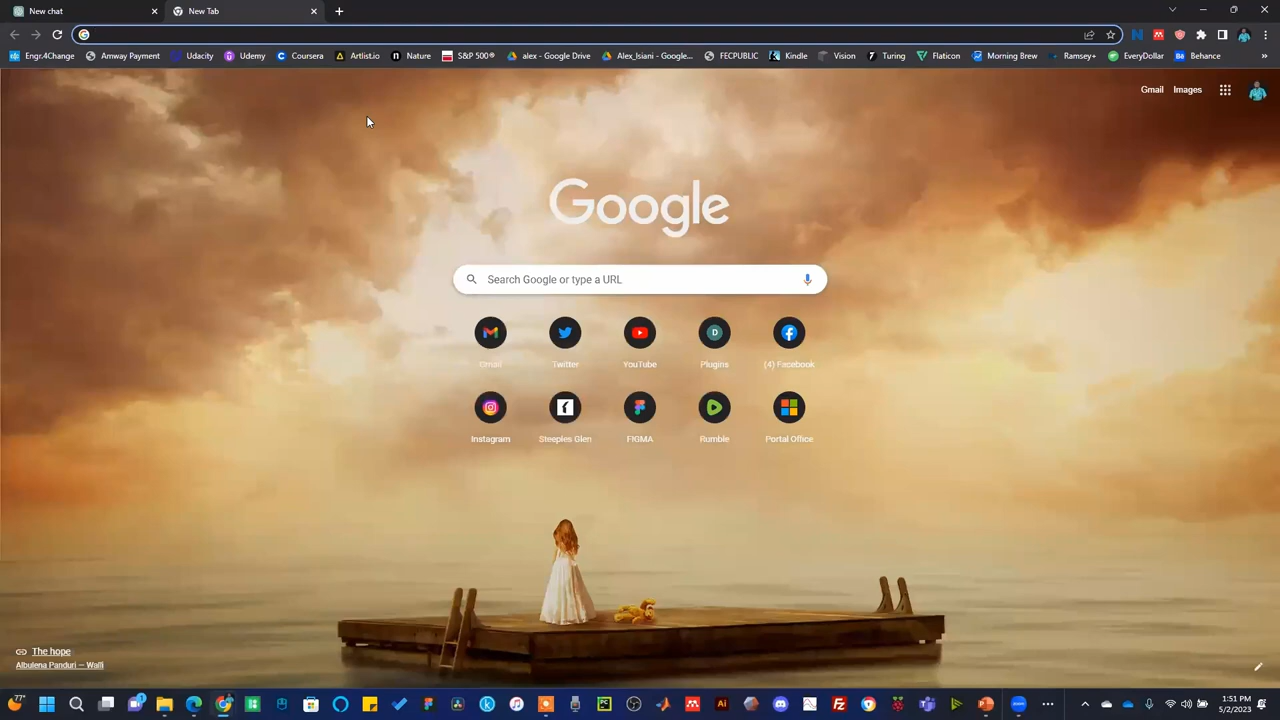 New chat
New Tab
Engr.4Change
Amway Payment
Udacity
Udemy
Coursera
Artlist.io
Nature
S&P 500®
alex - Google Drive
Alex_Isiani - Google...
FECPUBLIC
Kindle
Vision
Turing
Flaticon
Morning Brew
Ramsey+
EveryDollar
Behance
»
Gmail Images
Google
Search Google or type a URL
Gmail
Twitter
YouTube
D
Plugins
(4) Facebook
Instagram
Steeples Glen
FIGMA
Rumble
Portal Office
The hope
Albulena Panduri — Walli
77°
1:51 PM
5/2/2023